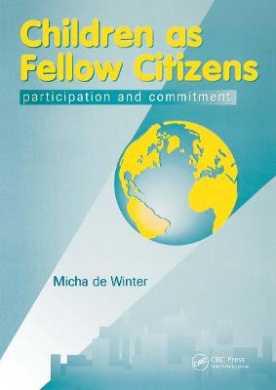 Children as
Fellow Citizens
participation and commitment
Micha de Winter
CRC Press